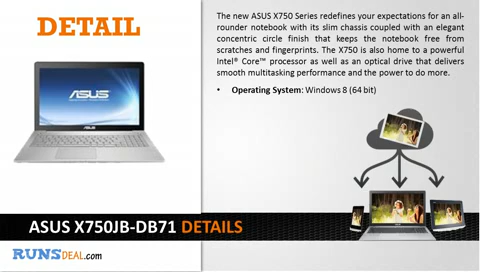 DETAIL
The new ASUS X750 Series redefines your expectations for an all-
rounder notebook with its slim chassis coupled with an elegant
concentric circle finish that keeps the notebook free from
scratches and fingerprints. The X750 is also home to a powerful
Intel® Core™ processor as well as an optical drive that delivers
smooth multitasking performance and the power to do more.
• Operating System: Windows 8 (64 bit)
ASUS
ASUS X750JB-DB71 DETAILS
RUNSDEAL.com